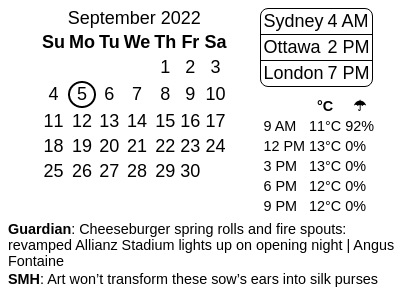 September 2022
Su Mo Tu We Th Fr Sa
1 2 3
4 5 6 7 8 9 10
11 12 13 14 15 16 17
18 19 20 21 22 23 24
25 26 27 28 29 30
Sydney 4 AM
Ottawa 2 PM
London 7 PM
°C ☂
9 AM 11°C 92%
12 PM 13°C 0%
3 PM 13°C 0%
6 PM 12°C 0%
9 PM 12°C 0%
Guardian: Cheeseburger spring rolls and fire spouts:
revamped Allianz Stadium lights up on opening night | Angus
Fontaine
SMH: Art won’t transform these sow’s ears into silk purses